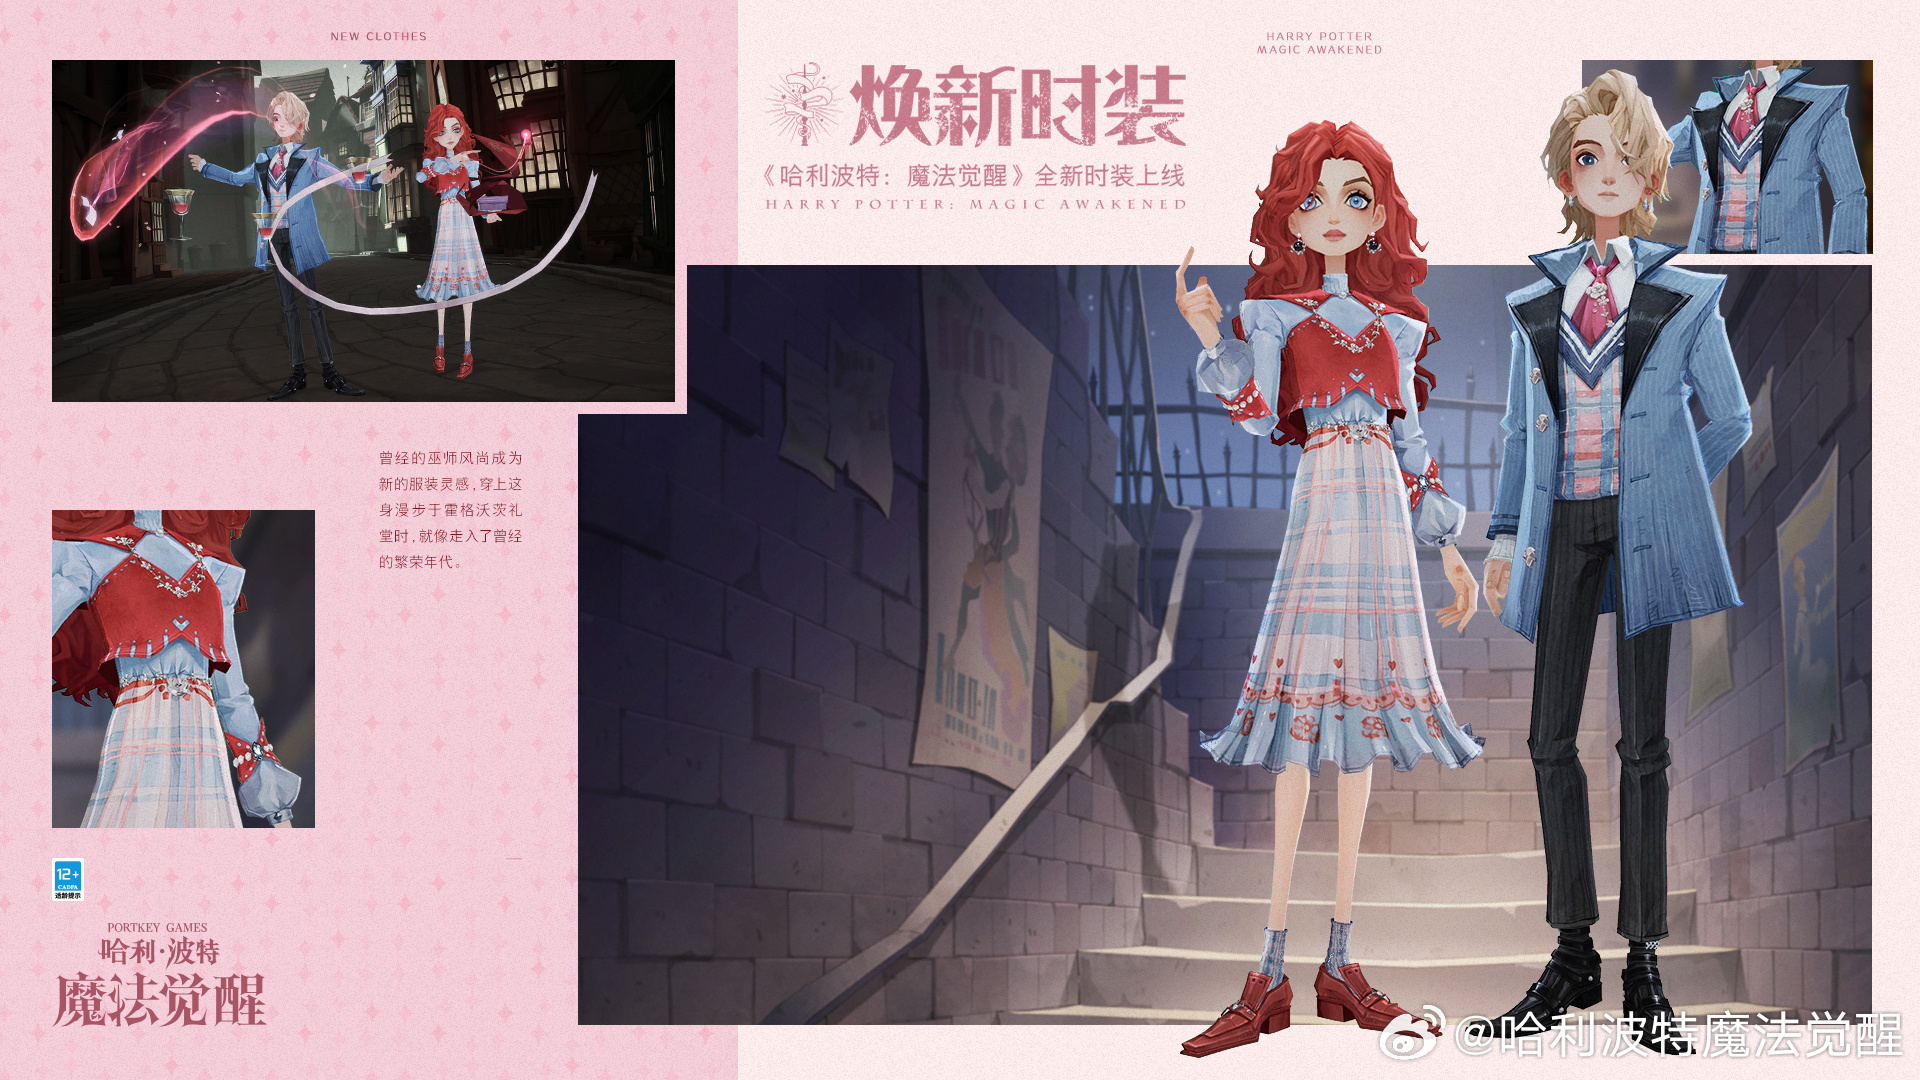 NEW CLOTHES
HARRY POTTER
MAGIC AWAKENED
焕新时装
《哈利波特：魔法觉醒》全新时装上线
HARRY POTTER: MAGIC AWAKENED
曾经的巫师风尚成为
新的服装灵感，穿上这
身漫步于霍格沃茨礼
堂时，就像走入了曾经
的繁荣年代。
12+
CADPA
适龄提示
PORTKEY GAMES
哈利·波特
魔法觉醒
@哈利波特魔法觉醒